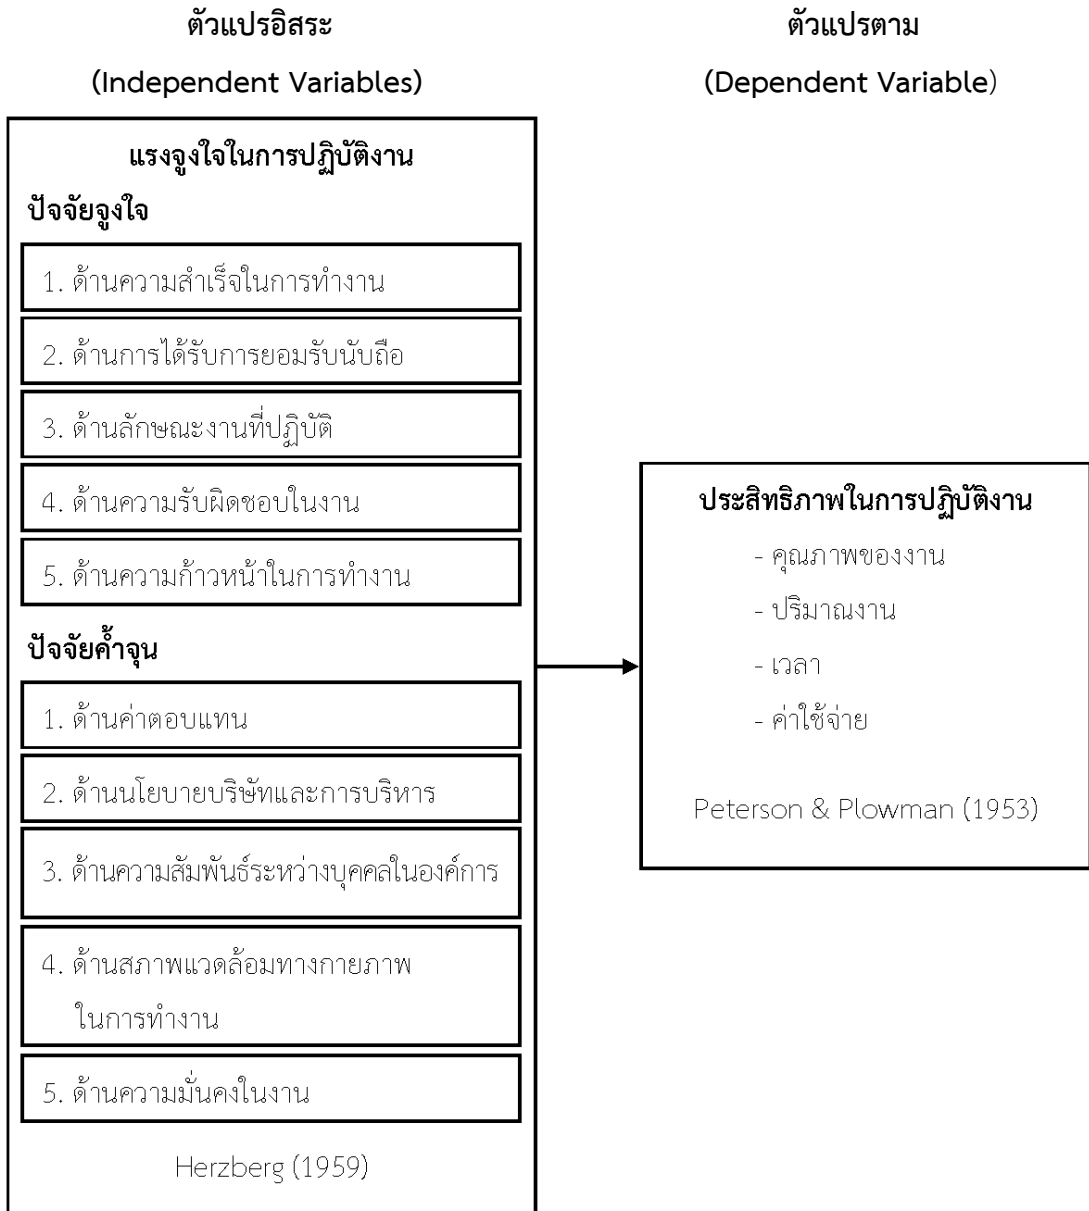 ตัวแปรอิสระ
(Independent Variables)
แรงจูงใจในการปฏิบัติงาน
ปัจจัยจูงใจ
1. ด้านความสำเร็จในการทำงาน
2. ด้านการได้รับการยอมรับนับถือ
3. ด้านลักษณะงานที่ปฏิบัติ
4. ด้านความรับผิดชอบในงาน
5. ด้านความก้าวหน้าในการทำงาน
ปัจจัยค้ำจุน
1. ด้านค่าตอบแทน
2. ด้านนโยบายบริษัทและการบริหาร
3. ด้านความสัมพันธ์ระหว่างบุคคลในองค์การ
4. ด้านสภาพแวดล้อมทางกายภาพ
ในการทำงาน
5. ด้านความมั่นคงในงาน
Herzberg (1959)
ตัวแปรตาม
(Dependent Variable)
ประสิทธิภาพในการปฏิบัติงาน
- คุณภาพของงาน
- ปริมาณงาน
- เวลา
- ค่าใช้จ่าย
Peterson & Plowman (1953)